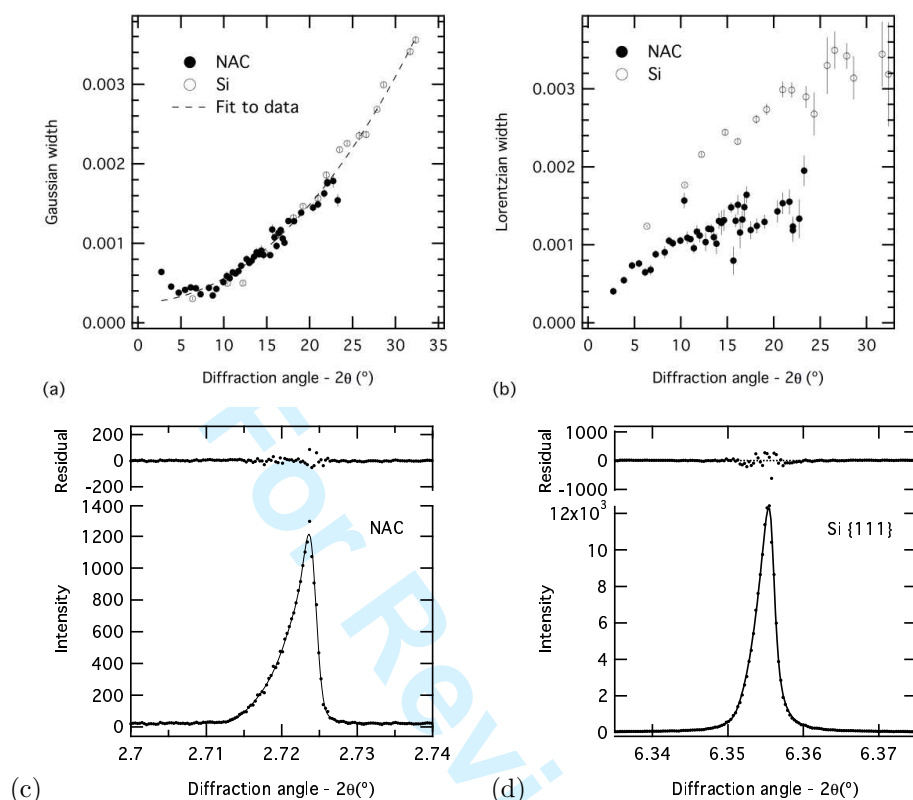 0.003
0.002
0.001
0.000
Gaussian width
NAC
Si
Fit to data
0 5 10 15 20 25 30 35
Diffraction angle - 2θ (º)
(a)
0.003
0.002
0.001
0.000
Lorentzian width
NAC
Si
0 5 10 15 20 25 30
Diffraction angle - 2θ (º)
(b)
200
0
-200
Residual
1400
1200
1000
800
600
400
200
0
Intensity
NAC
2.7 2.71 2.72 2.73 2.74
Diffraction angle - 2θ(º)
(c)
1000
0
-1000
Residual
12x10³
10
8
6
4
2
0
Intensity
Si {111}
6.34 6.35 6.36 6.37
Diffraction angle - 2θ(º)
(d)
For Revi